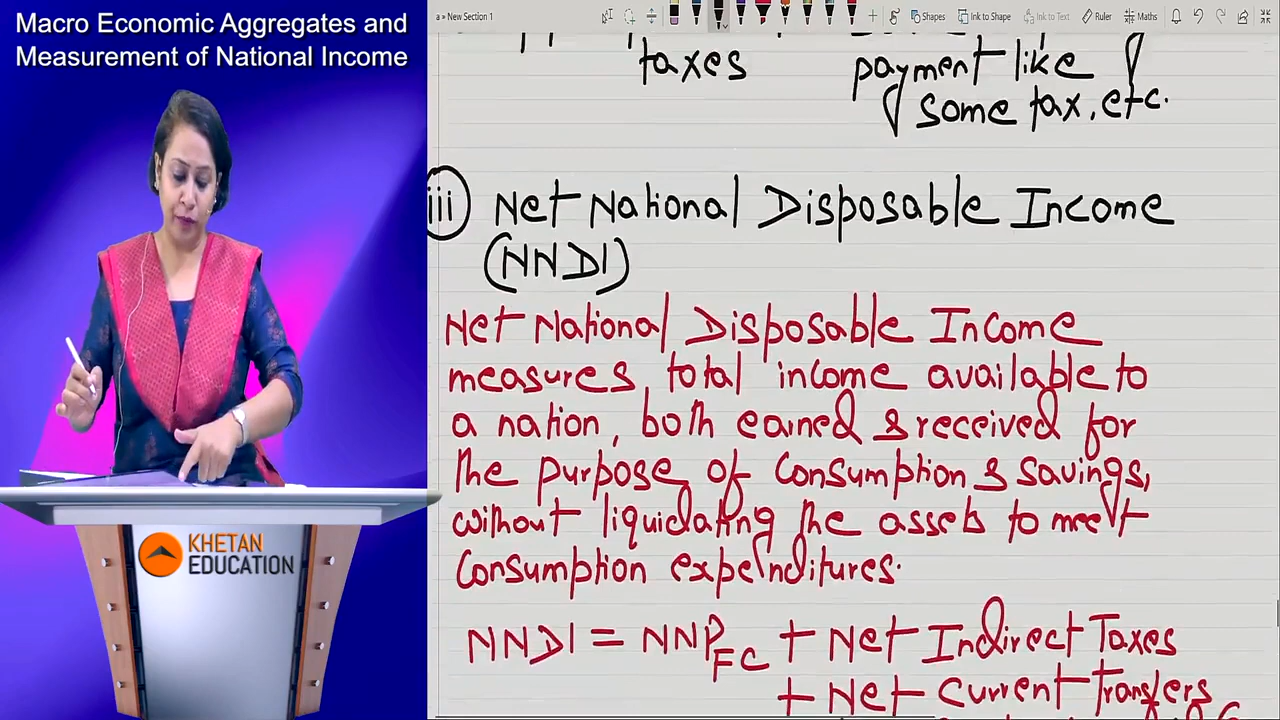 Macro Economic Aggregates and
Measurement of National Income
a » New Section 1
Shapes
Ink to Shape
Ink to Text
Ruler
Maths
taxes
payment like
some tax, etc.
iii Net National Disposable Income
(NNDI)
Net National Disposable Income
measures, total income available to
a nation, both earned & received for
the purpose of consumption & savings,
without liquidating the assets to meet
consumption expenditures.
NNDI = NNP FC + Net Indirect Taxes
+ Net Current Transfers
KHETAN
EDUCATION